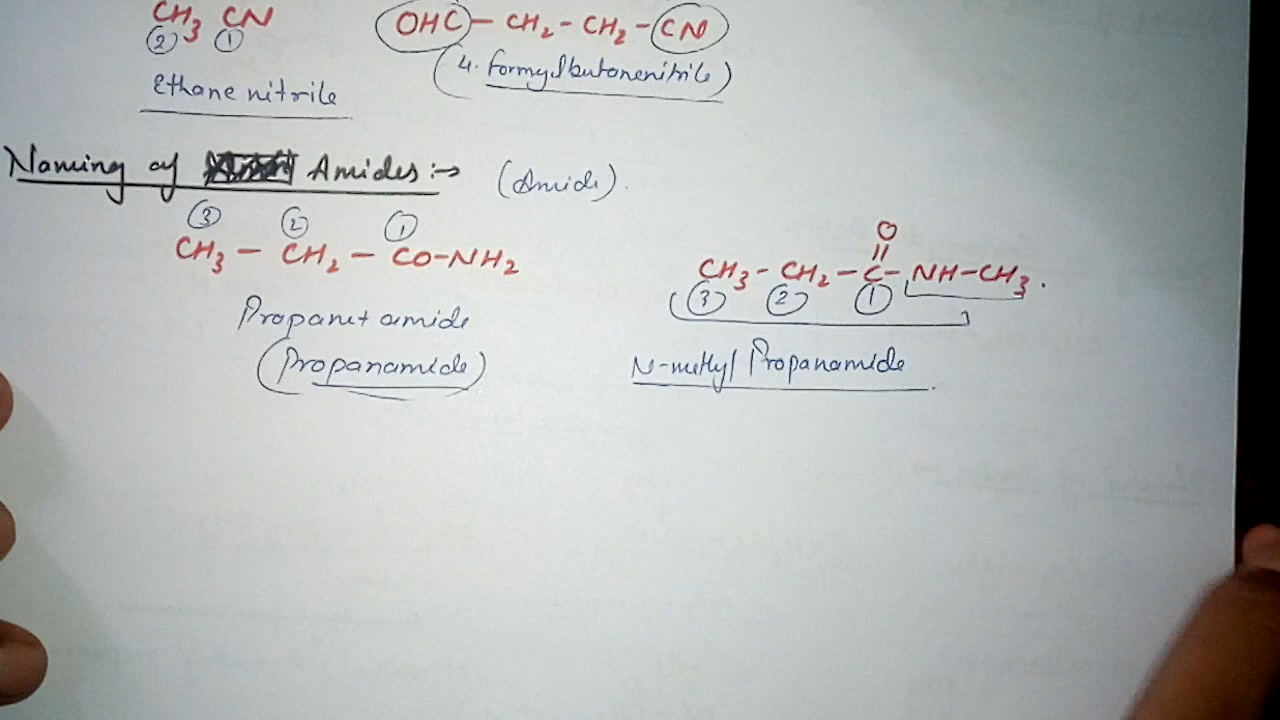 CH3 CN
② ①
Ethane nitrile
OHC – CH2 - CH2 - CN
(4. formylbutanenitrile)
Naming of Amides :→ (Amide).
③ ② ①
CH3 – CH2 – CO-NH2
Propane+ amide
(Propanamide)
O
||
CH3 - CH2 – C - NH-CH3.
③ ② ①
N-methyl Propanamide